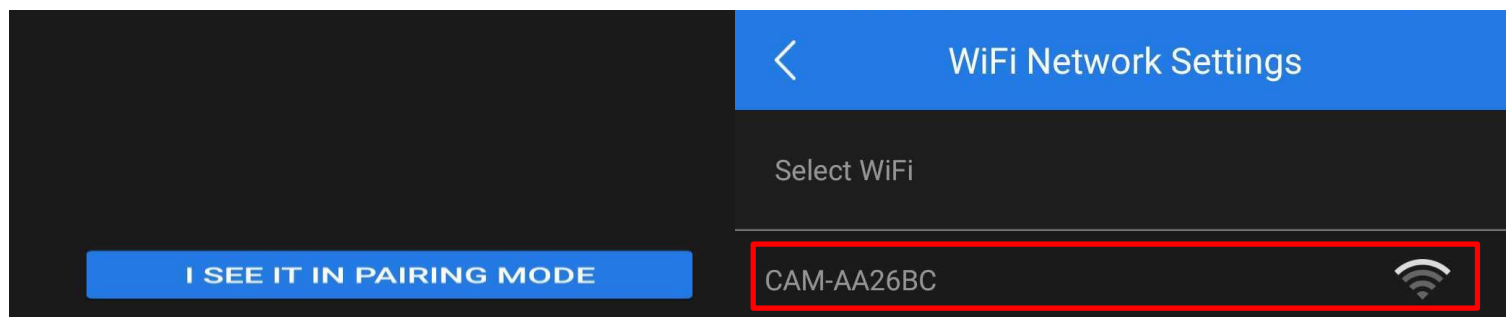 I SEE IT IN PAIRING MODE
WiFi Network Settings
Select WiFi
CAM-AA26BC